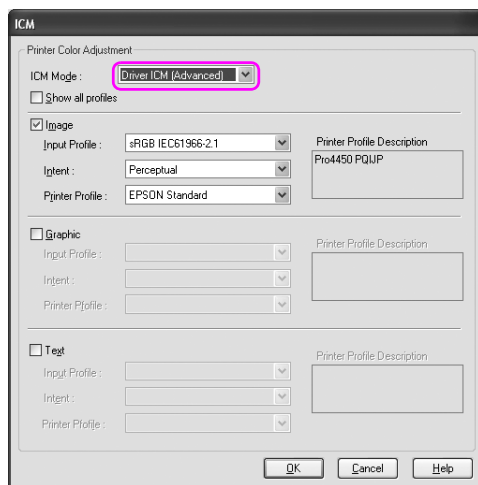 ICM
Printer Color Adjustment
ICM Mode : Driver ICM (Advanced)
Show all profiles
Image
Input Profile : sRGB IEC61966-2.1 Printer Profile Description
Pro4450 PQIJP
Intent : Perceptual
Printer Profile : EPSON Standard
Graphic
Input Profile : Printer Profile Description
Intent :
Printer Profile :
Text
Input Profile : Printer Profile Description
Intent :
Printer Profile :
OK Cancel Help